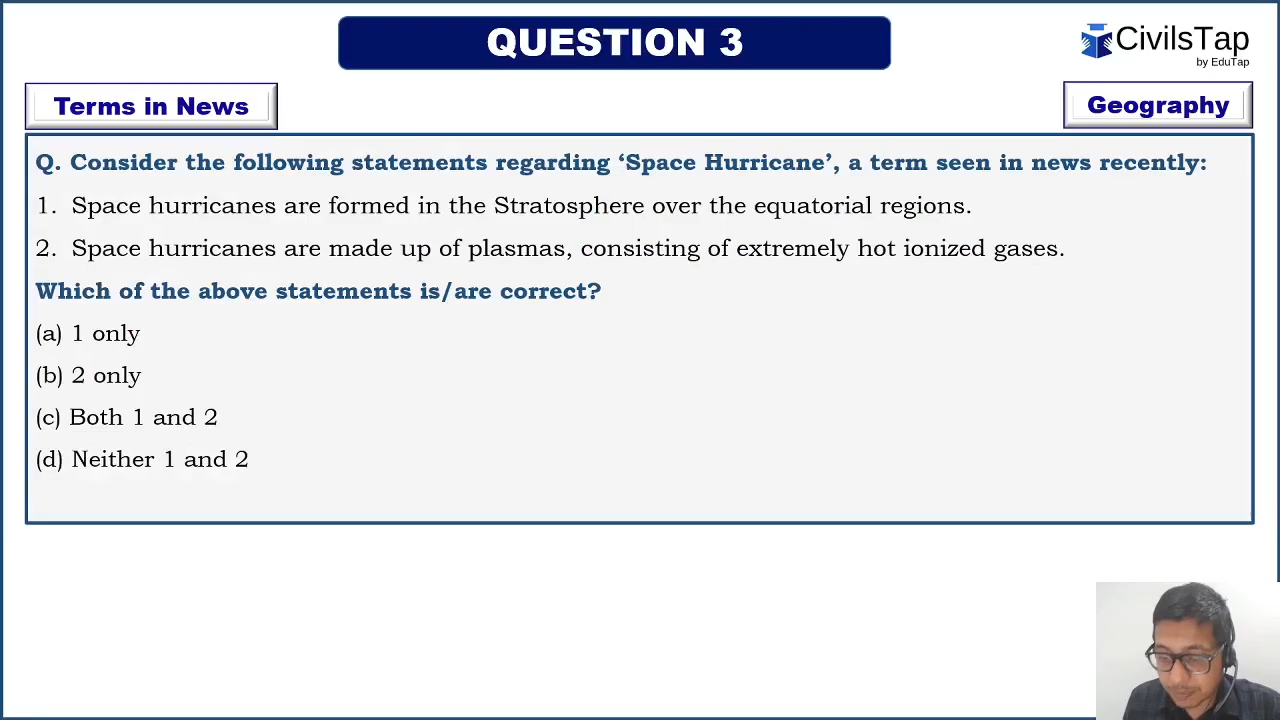 QUESTION 3
CivilsTap
by EduTap
Terms in News
Geography
Q. Consider the following statements regarding ‘Space Hurricane’, a term seen in news recently:
1. Space hurricanes are formed in the Stratosphere over the equatorial regions.
2. Space hurricanes are made up of plasmas, consisting of extremely hot ionized gases.
Which of the above statements is/are correct?
(a) 1 only
(b) 2 only
(c) Both 1 and 2
(d) Neither 1 and 2